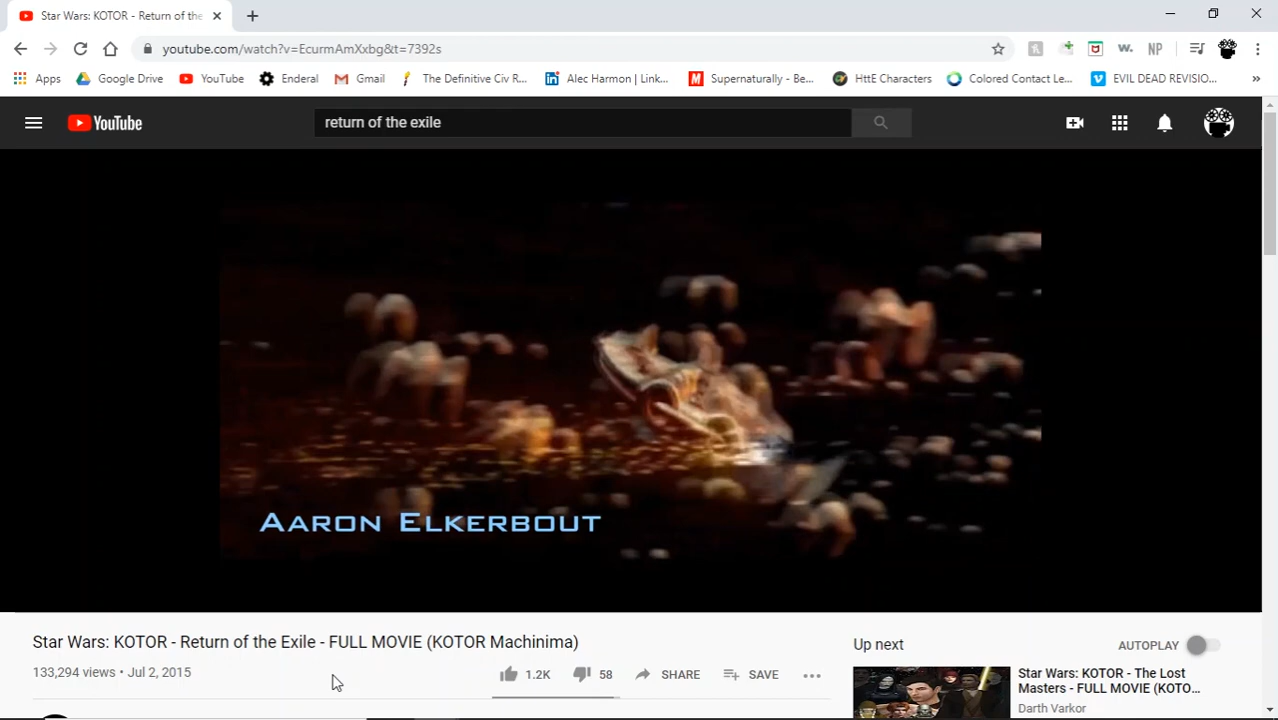 Star Wars: KOTOR - Return of the
youtube.com/watch?v=EcurmAmXxbg&t=7392s
W.
NP
Apps
Google Drive
YouTube
Enderal
Gmail
The Definitive Civ R...
Alec Harmon | Link...
Supernaturally - Be...
HttE Characters
Colored Contact Le...
EVIL DEAD REVISIO...
YouTube
return of the exile
AARON ELKERBOUT
Star Wars: KOTOR - Return of the Exile - FULL MOVIE (KOTOR Machinima)
133,294 views • Jul 2, 2015
1.2K
58
SHARE
SAVE
Up next
AUTOPLAY
Star Wars: KOTOR - The Lost
Masters - FULL MOVIE (KOTO...
Darth Varkor